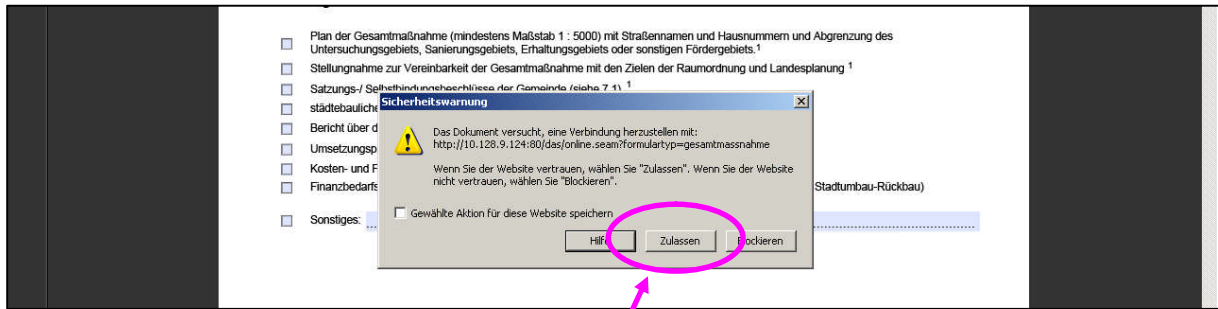 Plan der Gesamtmaßnahme (mindestens Maßstab 1 : 5000) mit Straßennamen und Hausnummern und Abgrenzung des
Untersuchungsgebiets, Sanierungsgebiets, Erhaltungsgebiets oder sonstigen Fördergebiets.¹
Stellungnahme zur Vereinbarkeit der Gesamtmaßnahme mit den Zielen der Raumordnung und Landesplanung ¹
Satzungs-/ Selbstbindungsbeschlüsse der Gemeinde (siehe 7.1) ¹
städtebauliche
Bericht über d
Umsetzungsp
Kosten- und F
Finanzbedarfs
Stadtumbau-Rückbau)
Sonstiges:
Sicherheitswarnung
Das Dokument versucht, eine Verbindung herzustellen mit:
http://10.128.9.124:80/das/online.seam?formulartyp=gesamtmassnahme
Wenn Sie der Website vertrauen, wählen Sie "Zulassen". Wenn Sie der Website
nicht vertrauen, wählen Sie "Blockieren".
Gewählte Aktion für diese Website speichern
Hilfe
Zulassen
Blockieren